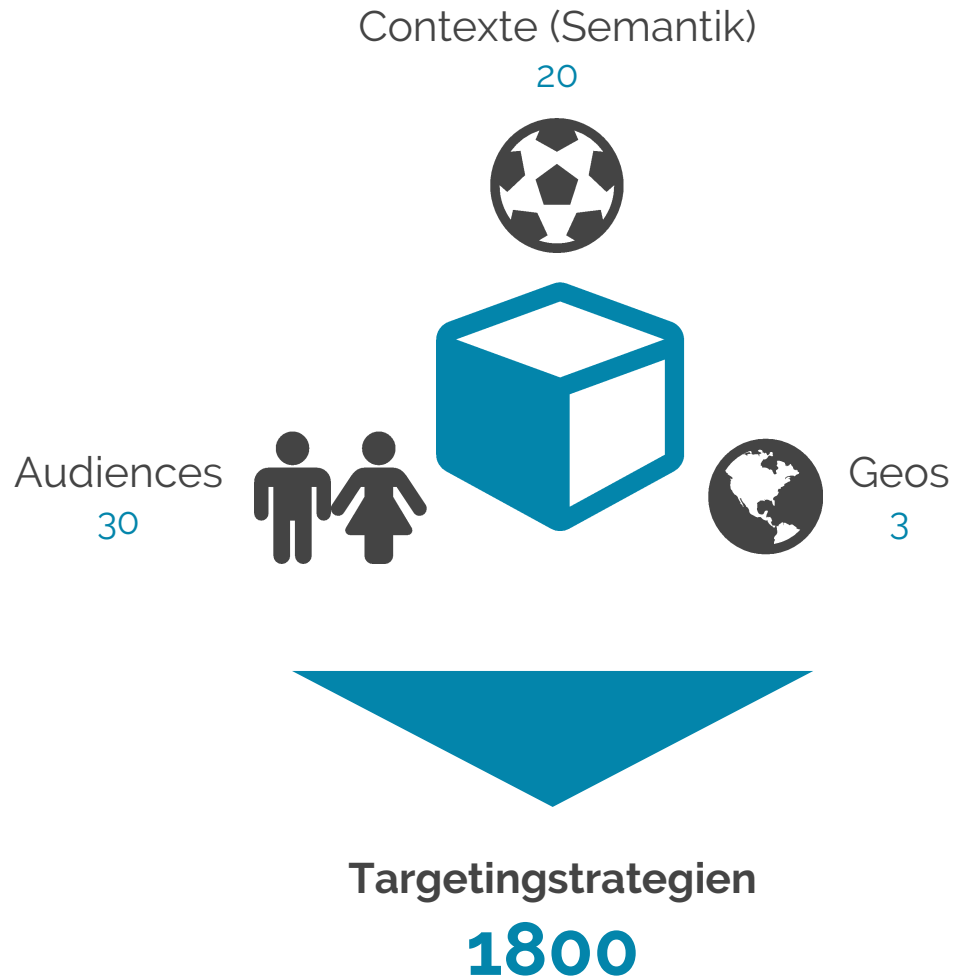 Contexte (Semantik)
20
Audiences
30
Geos
3
Targetingstrategien
1800